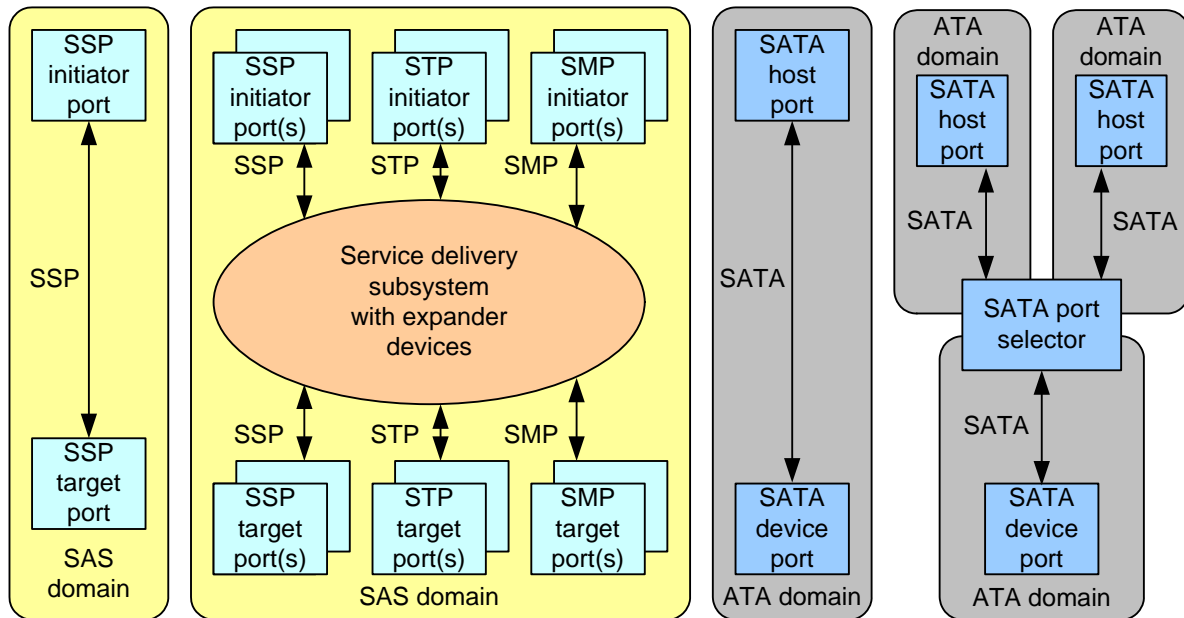 SSP
initiator
port
SSP
SSP
target
port
SAS
domain
SSP
initiator
port(s)
STP
initiator
port(s)
SMP
initiator
port(s)
SSP
STP
SMP
Service delivery
subsystem
with expander
devices
SSP
STP
SMP
SSP
target
port(s)
STP
target
port(s)
SMP
target
port(s)
SAS domain
SATA
host
port
SATA
SATA
device
port
ATA domain
ATA
domain
SATA
host
port
SATA
ATA
domain
SATA
host
port
SATA
SATA port
selector
SATA
SATA
device
port
ATA domain